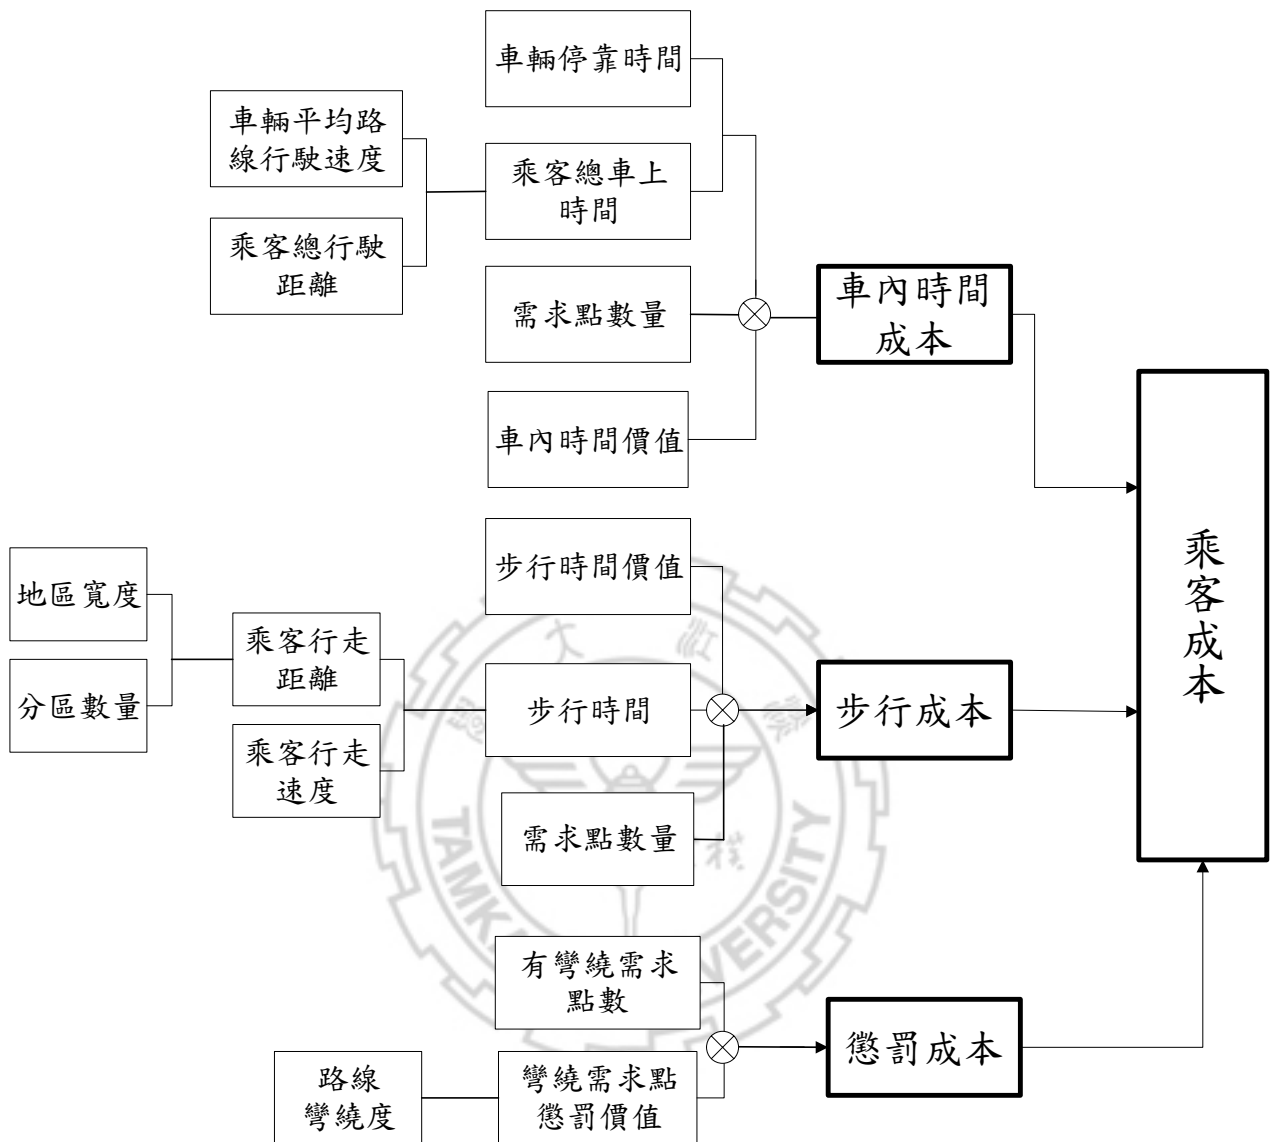 車輛停靠時間
車輛平均路
線行駛速度
乘客總車上
時間
乘客總行駛
距離
需求點數量
車內時間
成本
車內時間價值
乘客成本
步行時間價值
地區寬度
乘客行走
距離
分區數量
步行時間
步行成本
乘客行走
速度
需求點數量
有彎繞需求
點數
懲罰成本
路線
彎繞度
彎繞需求點
懲罰價值